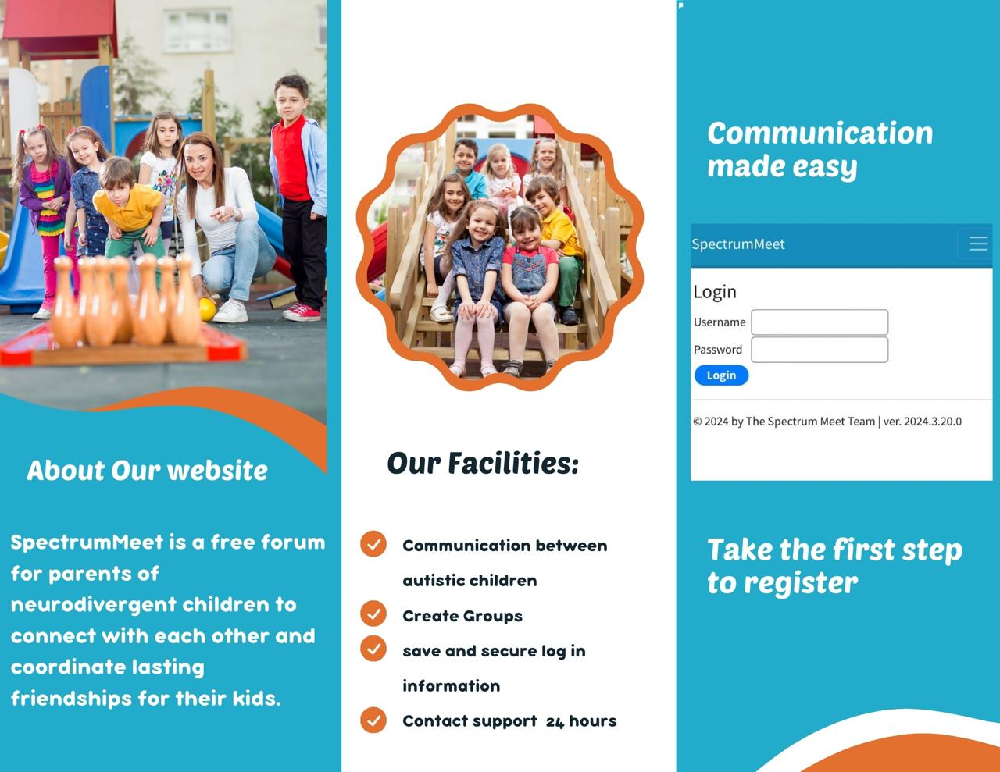 About Our website
SpectrumMeet is a free forum
for parents of
neurodivergent children to
connect with each other and
coordinate lasting
friendships for their kids.
Our Facilities:
Communication between
autistic children
Create Groups
save and secure log in
information
Contact support 24 hours
Communication
made easy
SpectrumMeet
Login
Username
Password
Login
© 2024 by The Spectrum Meet Team | ver. 2024.3.20.0
Take the first step
to register